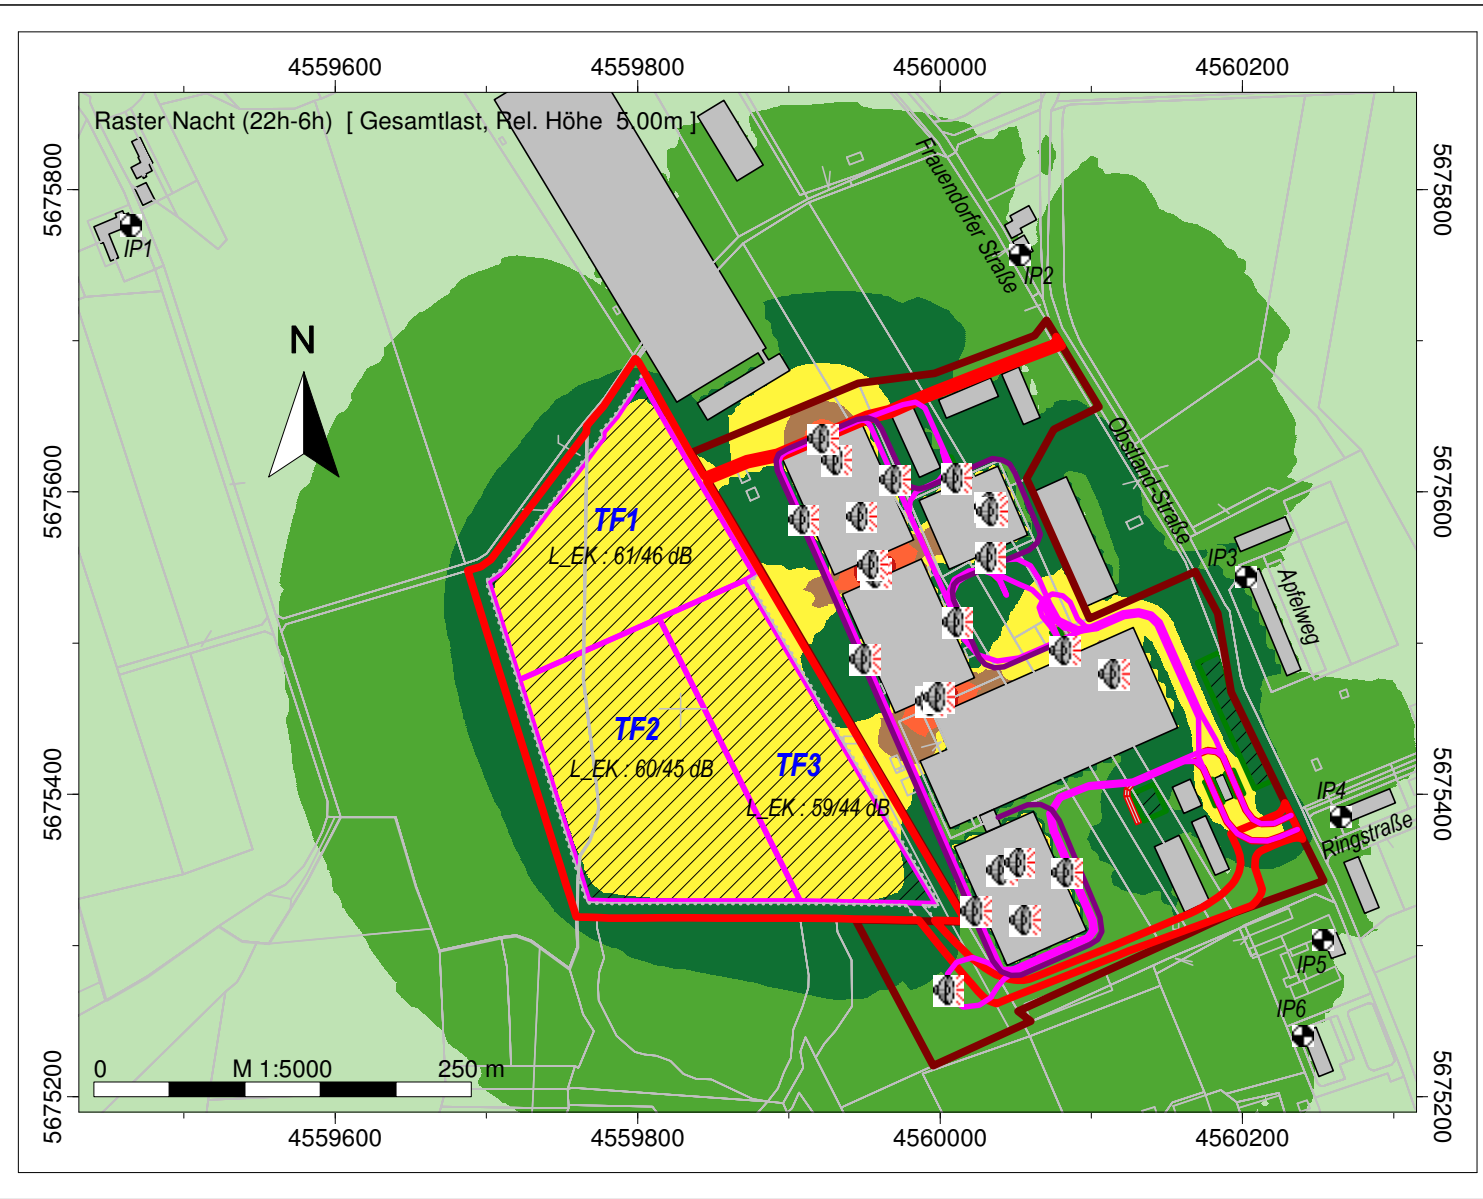 4559600 4559800 4560000 4560200
Raster Nacht (22h-6h) [ Gesamtlast, Rel. Höhe 5.00m ]
5675800
5675800
Frauendorfer Straße
IP1
IP2
N
Obstland-Straße
5675600
5675600
TF1
L_EK : 61/46 dB
IP3
Apfelweg
TF2
L_EK : 60/45 dB
TF3
L_EK : 59/44 dB
5675400
5675400
IP4
Ringstraße
IP5
IP6
0 M 1:5000 250 m
5675200
5675200
4559600 4559800 4560000 4560200